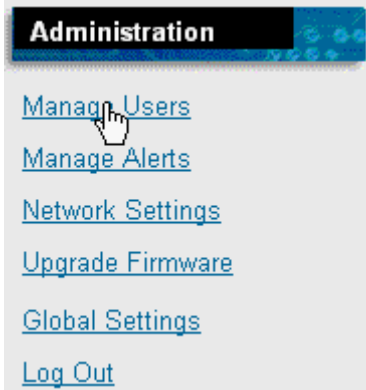 Administration
Manage Users
Manage Alerts
Network Settings
Upgrade Firmware
Global Settings
Log Out